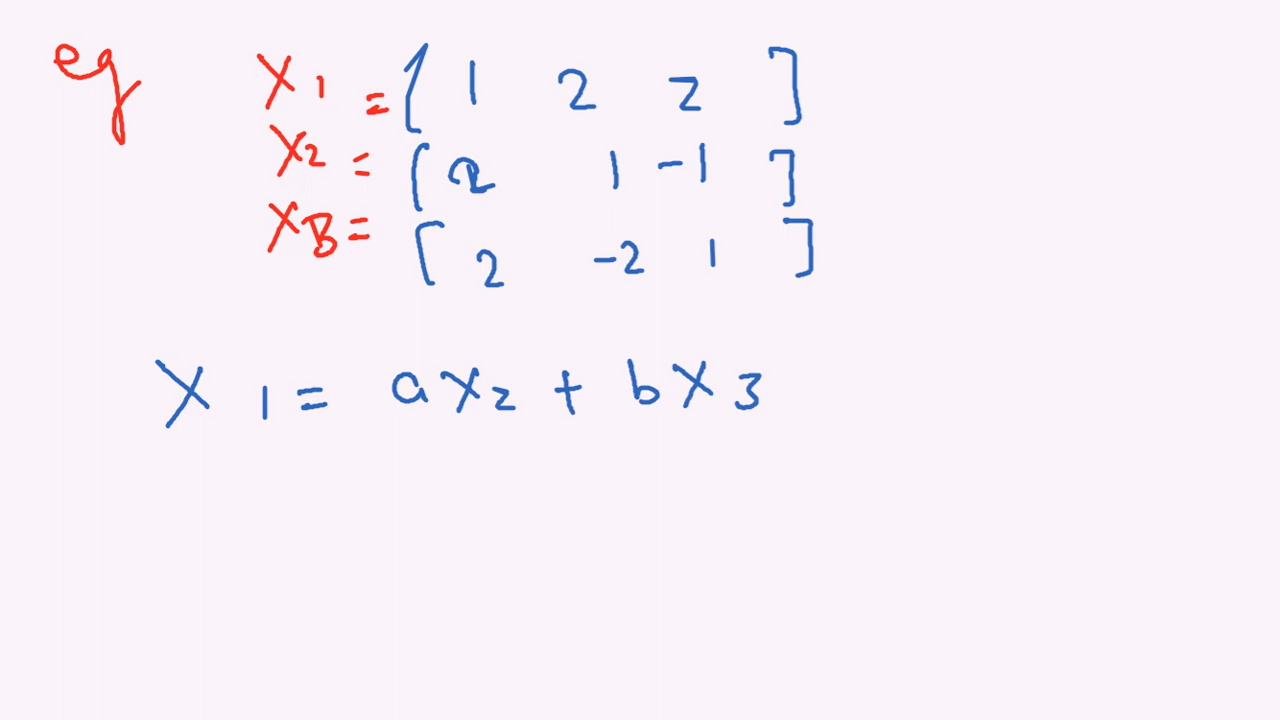 eg X1 = [ 1 2 2 ]
X2 = [ 2 1 -1 ]
XB = [ 2 -2 1 ]
X1 = aX2 + bX3